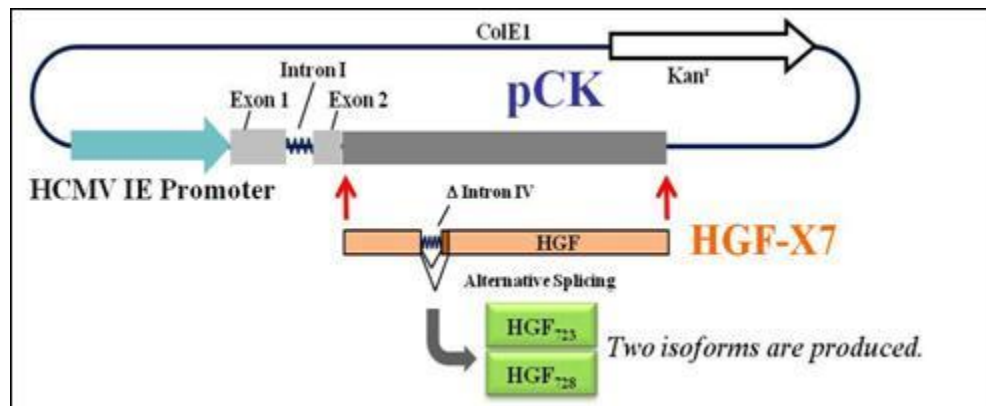 ColE1
Kanʳ
Intron I
pCK
Exon 1
Exon 2
HCMV IE Promoter
Δ Intron IV
HGF
HGF-X7
Alternative Splicing
HGF₇₂₃
HGF₇₂₈
Two isoforms are produced.